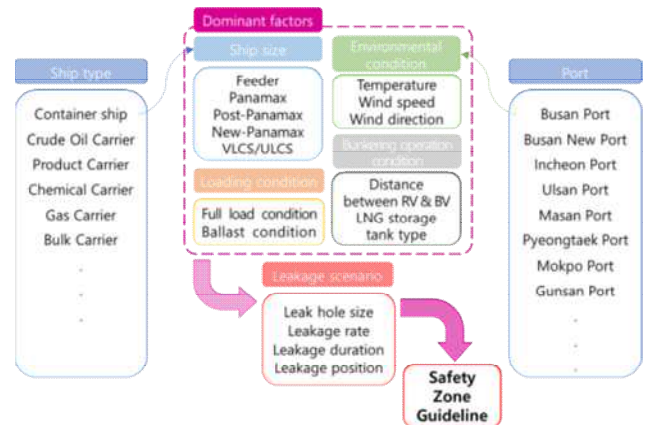 Dominant factors
Ship type
Container ship
Crude Oil Carrier
Product Carrier
Chemical Carrier
Gas Carrier
Bulk Carrier
.
.
.
Ship size
Feeder
Panamax
Post-Panamax
New-Panamax
VLCS/ULCS
Loading condition
Full load condition
Ballast condition
Environmental
condition
Temperature
Wind speed
Wind direction
Bunkering operation
condition
Distance
between RV & BV
LNG storage
tank type
Port
Busan Port
Busan New Port
Incheon Port
Ulsan Port
Masan Port
Pyeongtaek Port
Mokpo Port
Gunsan Port
.
.
.
Leakage scenario
Leak hole size
Leakage rate
Leakage duration
Leakage position
Safety
Zone
Guideline